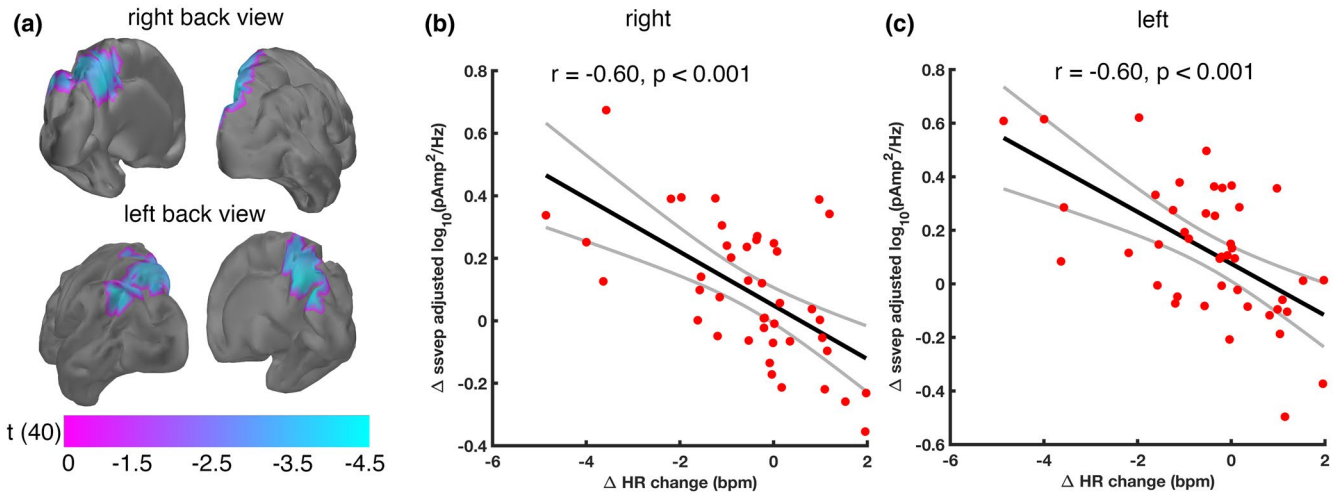 (a)
right back view
left back view
t (40)
0 -1.5 -2.5 -3.5 -4.5
(b)
right
r = -0.60, p < 0.001
Δ ssvep adjusted log₁₀(pAmp²/Hz)
0.8
0.6
0.4
0.2
0
0.2
0.4
-6 -4 -2 0 2
Δ HR change (bpm)
(c)
left
r = -0.60, p < 0.001
Δ ssvep adjusted log₁₀(pAmp²/Hz)
0.8
0.6
0.4
0.2
0
-0.2
-0.4
-0.6
-6 -4 -2 0 2
Δ HR change (bpm)